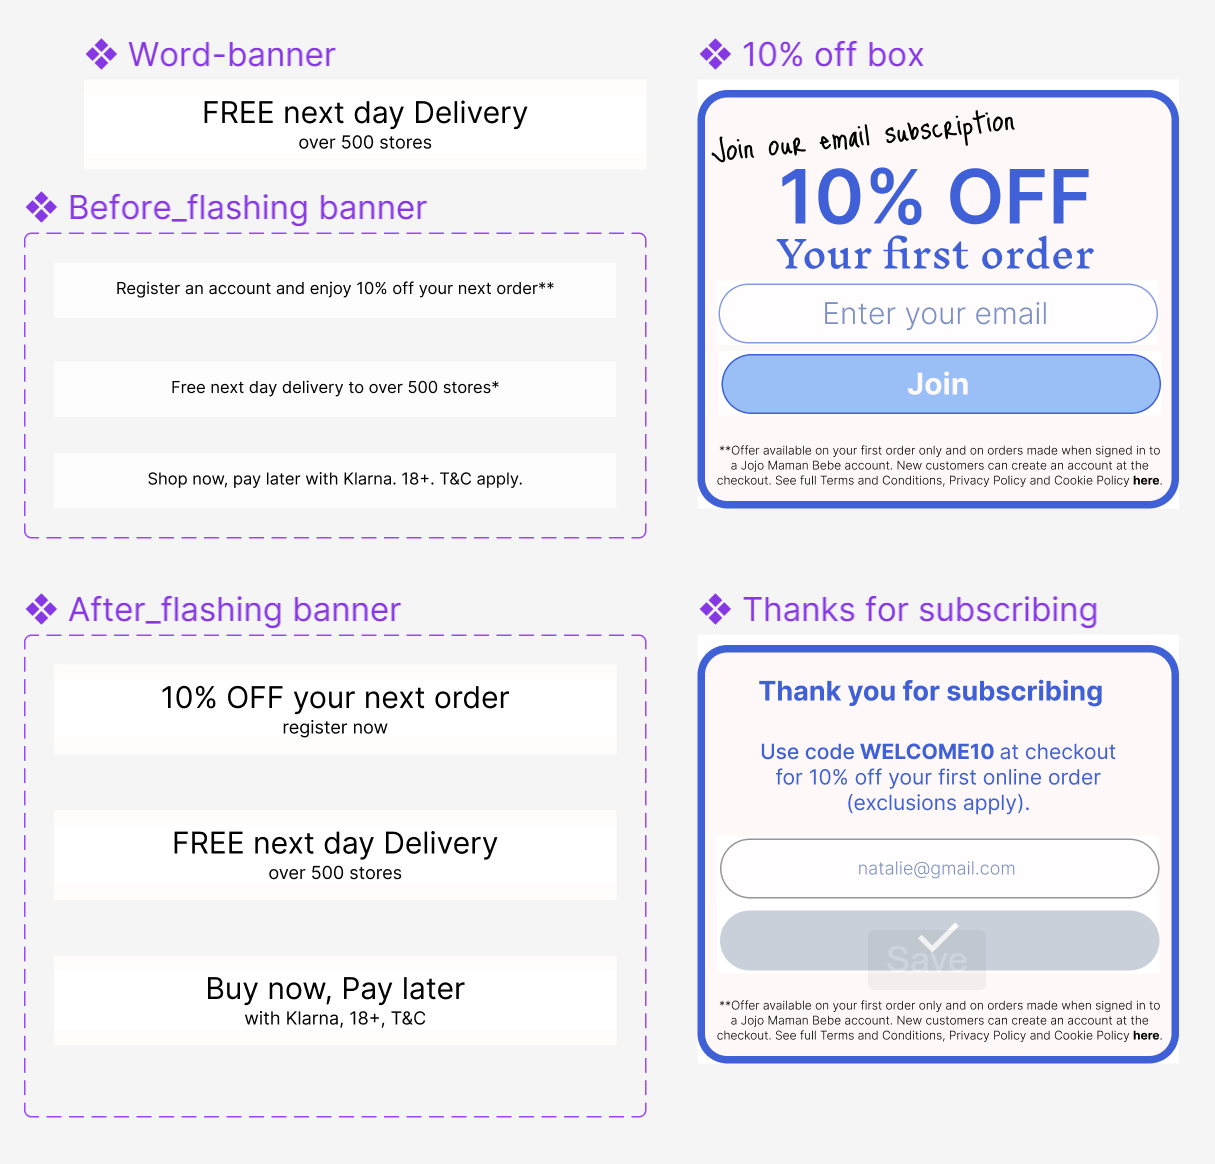 Word-banner
FREE next day Delivery
over 500 stores
Before_flashing banner
Register an account and enjoy 10% off your next order**
Free next day delivery to over 500 stores*
Shop now, pay later with Klarna. 18+. T&C apply.
After_flashing banner
10% OFF your next order
register now
FREE next day Delivery
over 500 stores
Buy now, Pay later
with Klarna, 18+, T&C
10% off box
Join our email subscription
10% OFF
Your first order
Enter your email
Join
**Offer available on your first order only and on orders made when signed in to
a Jojo Maman Bebe account. New customers can create an account at the
checkout. See full Terms and Conditions, Privacy Policy and Cookie Policy here.
Thanks for subscribing
Thank you for subscribing
Use code WELCOME10 at checkout
for 10% off your first online order
(exclusions apply).
natalie@gmail.com
Save
**Offer available on your first order only and on orders made when signed in to
a Jojo Maman Bebe account. New customers can create an account at the
checkout. See full Terms and Conditions, Privacy Policy and Cookie Policy here.